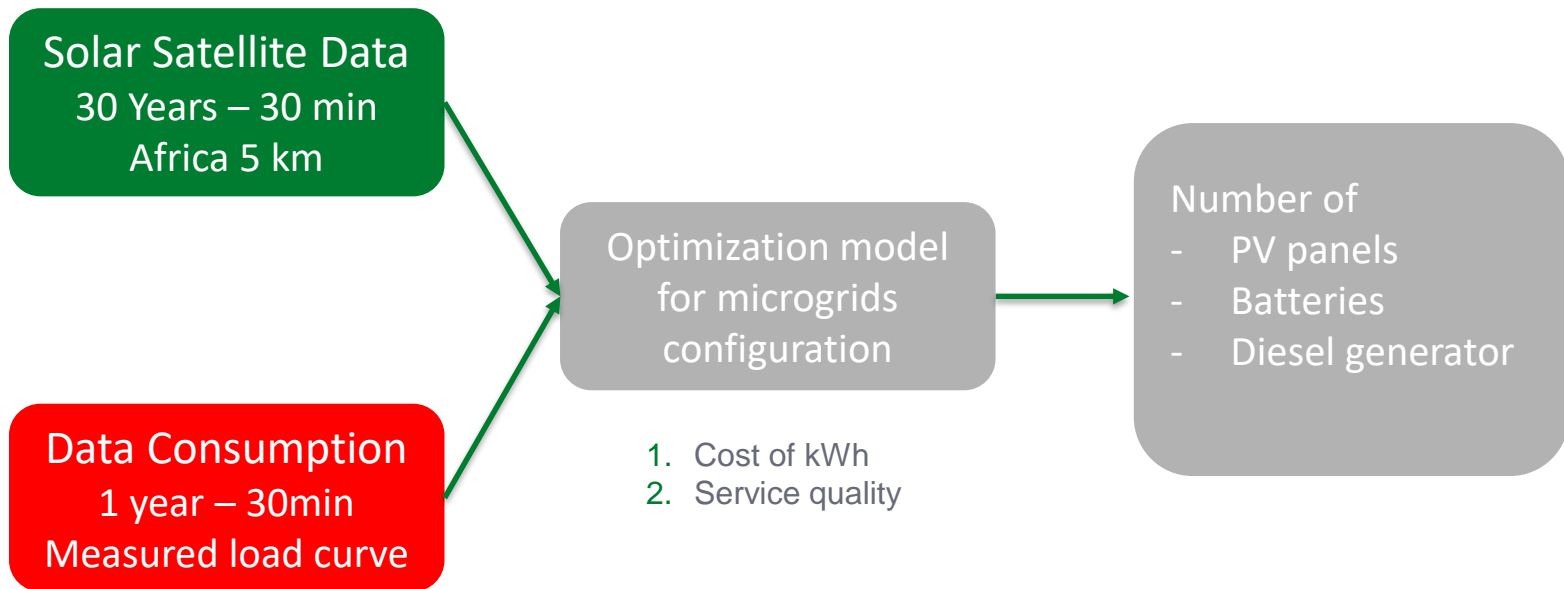 Solar Satellite Data
30 Years – 30 min
Africa 5 km
Data Consumption
1 year – 30min
Measured load curve
Optimization model
for microgrids
configuration
1. Cost of kWh
2. Service quality
Number of
- PV panels
- Batteries
- Diesel generator